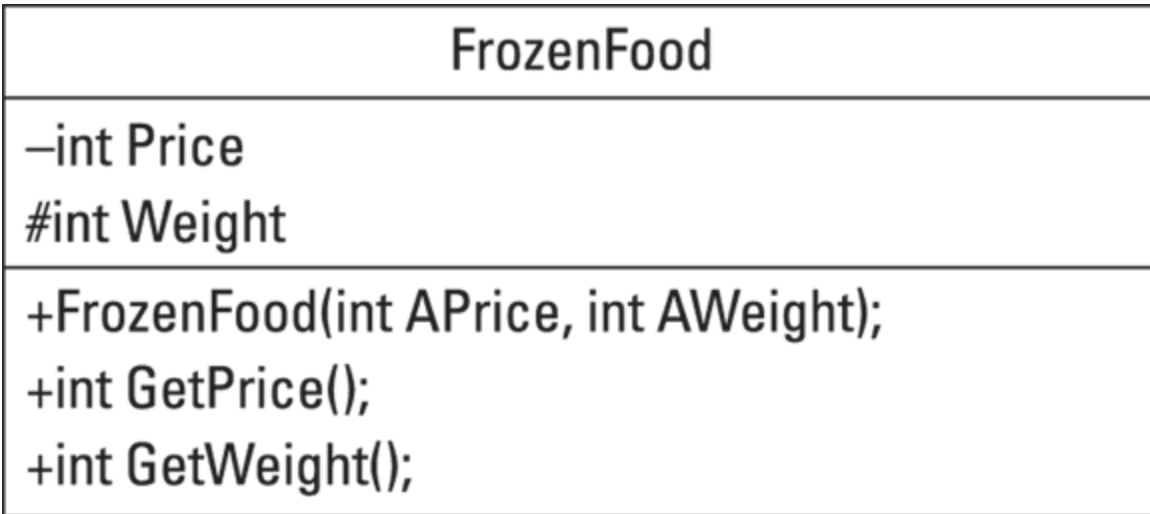 FrozenFood
–int Price
#int Weight
+FrozenFood(int APrice, int AWeight);
+int GetPrice();
+int GetWeight();